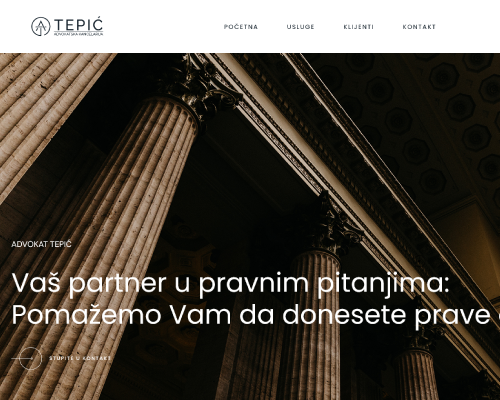 TEPIĆ
ADVOKATSKA KANCELARIJA
POČETNA
USLUGE
KLIJENTI
KONTAKT
ADVOKAT TEPIĆ
Vaš partner u pravnim pitanjima:
Pomažemo Vam da donesete prave
STUPITE U KONTAKT